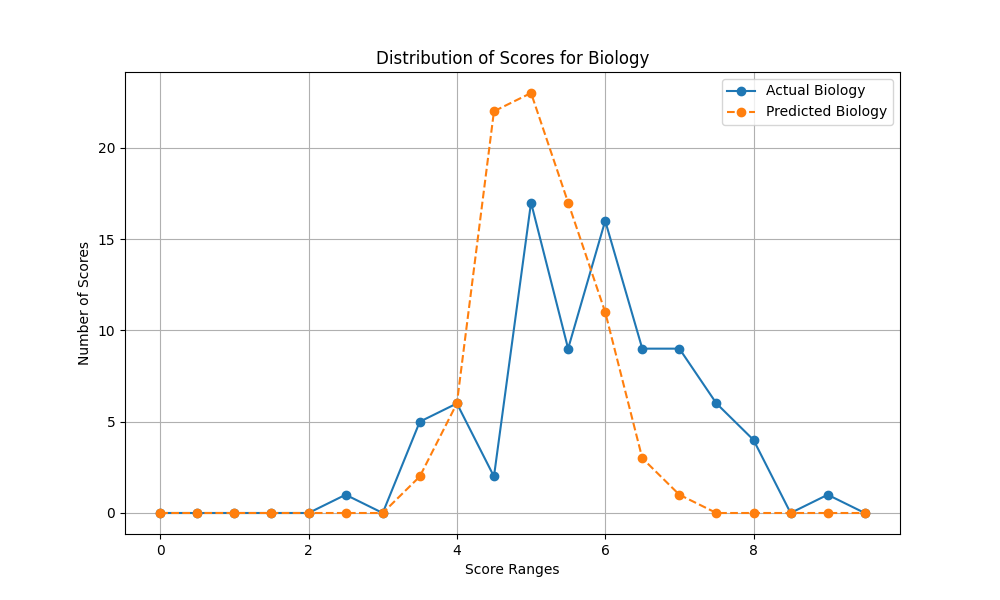 Distribution of Scores for Biology
Actual Biology
Predicted Biology
Number of Scores
20
15
10
5
0
0 2 4 6 8
Score Ranges